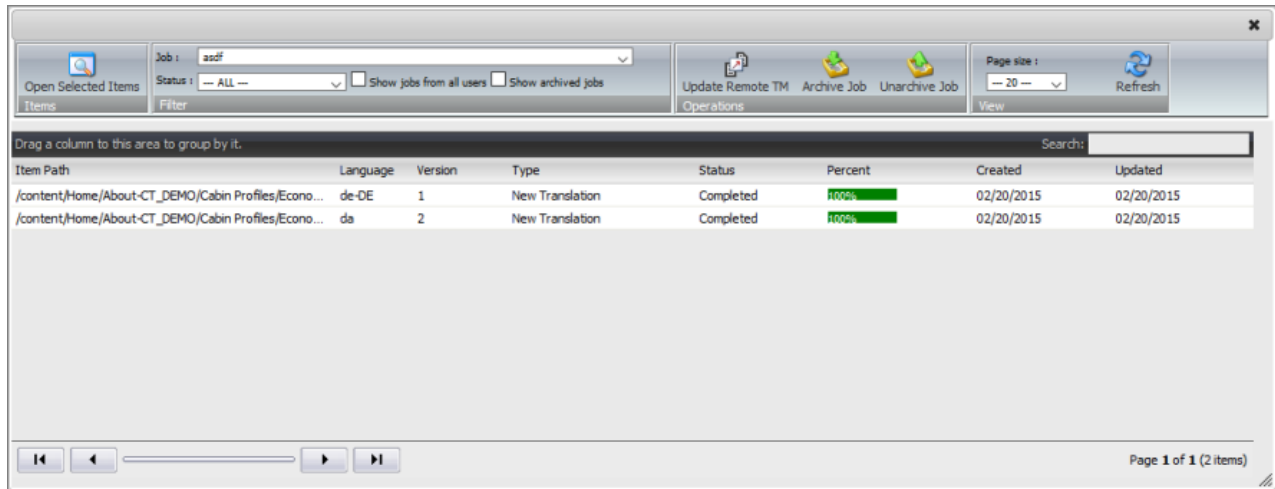 Job : asdf
Page size :
Open Selected Items Status : --- ALL --- Show jobs from all users Show archived jobs Update Remote TM Archive Job Unarchive Job --- 20 --- Refresh
Items Filter Operations View
Drag a column to this area to group by it. Search:
Item Path Language Version Type Status Percent Created Updated
/content/Home/About-CT_DEMO/Cabin Profiles/Econo... de-DE 1 New Translation Completed 100% 02/20/2015 02/20/2015
/content/Home/About-CT_DEMO/Cabin Profiles/Econo... da 2 New Translation Completed 100% 02/20/2015 02/20/2015
Page 1 of 1 (2 items)